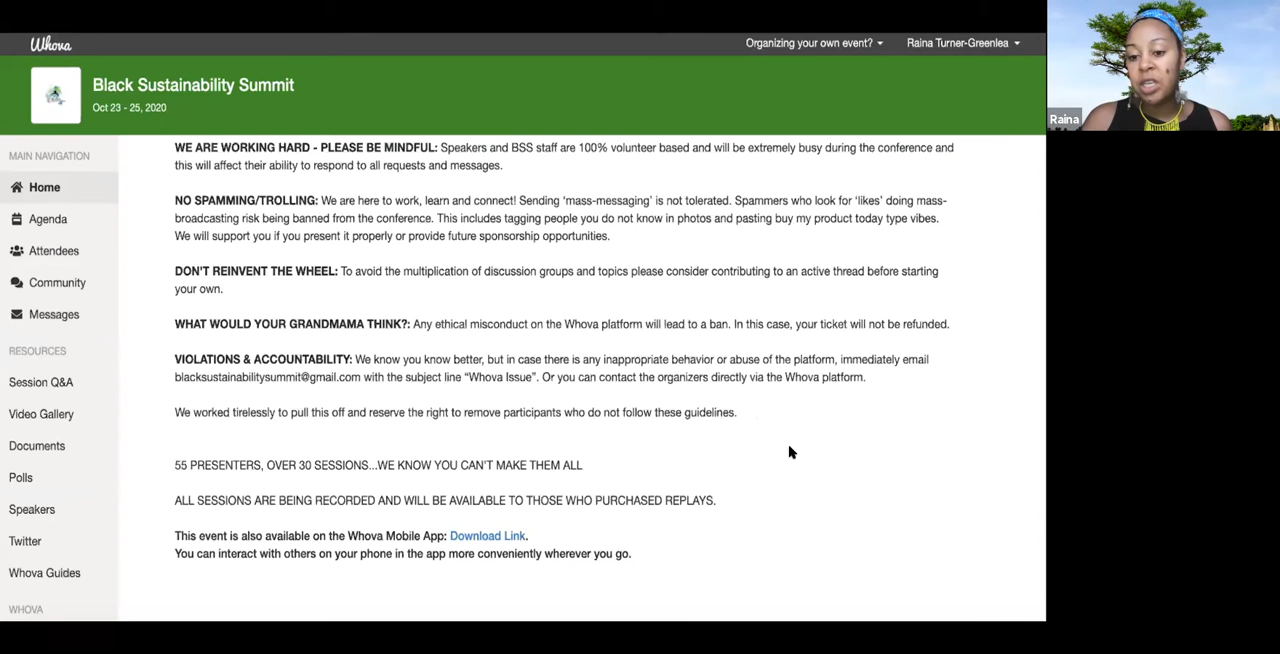 Whova
Organizing your own event?
Raina Turner-Greenlea
Raina
Black Sustainability Summit
Oct 23 - 25, 2020
MAIN NAVIGATION
Home
Agenda
Attendees
Community
Messages
RESOURCES
Session Q&A
Video Gallery
Documents
Polls
Speakers
Twitter
Whova Guides
WHOVA
WE ARE WORKING HARD - PLEASE BE MINDFUL: Speakers and BSS staff are 100% volunteer based and will be extremely busy during the conference and
this will affect their ability to respond to all requests and messages.
NO SPAMMING/TROLLING: We are here to work, learn and connect! Sending ‘mass-messaging’ is not tolerated. Spammers who look for ‘likes’ doing mass-
broadcasting risk being banned from the conference. This includes tagging people you do not know in photos and pasting buy my product today type vibes.
We will support you if you present it properly or provide future sponsorship opportunities.
DON'T REINVENT THE WHEEL: To avoid the multiplication of discussion groups and topics please consider contributing to an active thread before starting
your own.
WHAT WOULD YOUR GRANDMAMA THINK?: Any ethical misconduct on the Whova platform will lead to a ban. In this case, your ticket will not be refunded.
VIOLATIONS & ACCOUNTABILITY: We know you know better, but in case there is any inappropriate behavior or abuse of the platform, immediately email
blacksustainabilitysummit@gmail.com with the subject line “Whova Issue”. Or you can contact the organizers directly via the Whova platform.
We worked tirelessly to pull this off and reserve the right to remove participants who do not follow these guidelines.
55 PRESENTERS, OVER 30 SESSIONS...WE KNOW YOU CAN'T MAKE THEM ALL
ALL SESSIONS ARE BEING RECORDED AND WILL BE AVAILABLE TO THOSE WHO PURCHASED REPLAYS.
This event is also available on the Whova Mobile App: Download Link.
You can interact with others on your phone in the app more conveniently wherever you go.